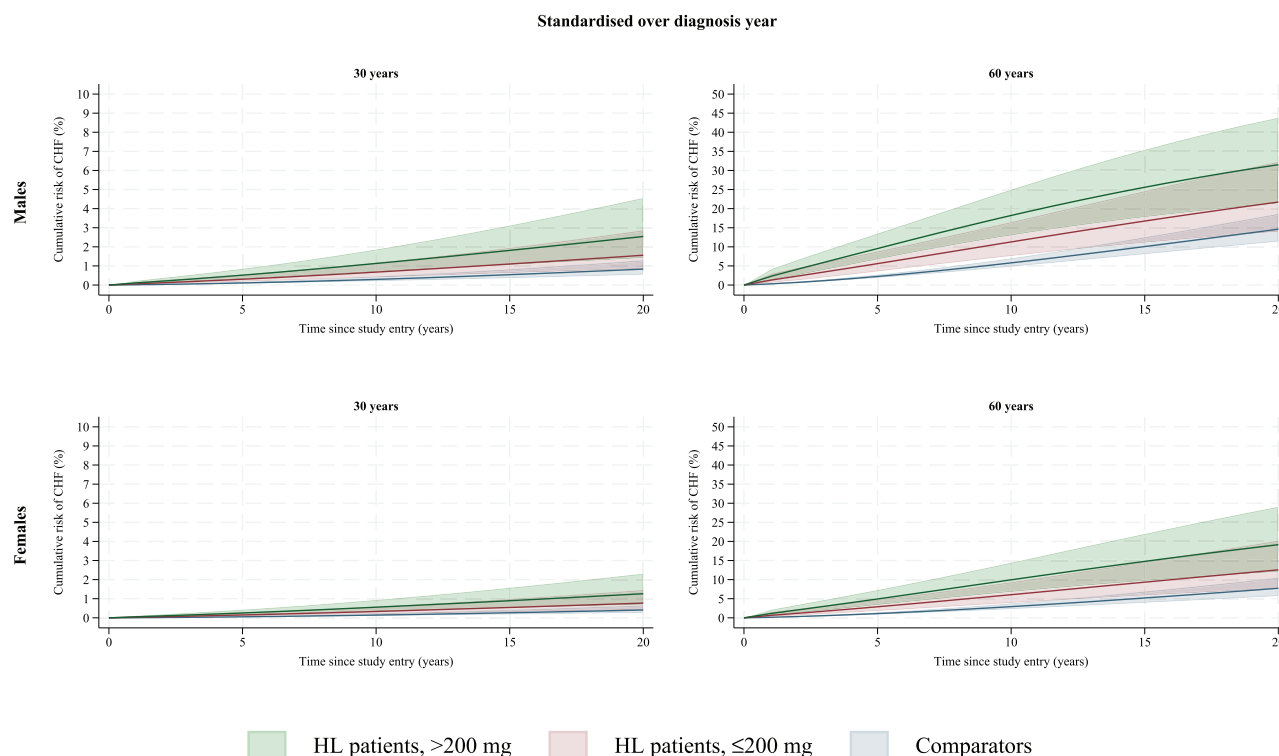 Standardised over diagnosis year
Males
30 years
Cumulative risk of CHF (%)
10
9
8
7
6
5
4
3
2
1
0
0 5 10 15 20
Time since study entry (years)
60 years
Cumulative risk of CHF (%)
50
45
40
35
30
25
20
15
10
5
0
0 5 10 15 20
Time since study entry (years)
Females
30 years
Cumulative risk of CHF (%)
10
9
8
7
6
5
4
3
2
1
0
0 5 10 15 20
Time since study entry (years)
60 years
Cumulative risk of CHF (%)
50
45
40
35
30
25
20
15
10
5
0
0 5 10 15 20
Time since study entry (years)
HL patients, >200 mg HL patients, ≤200 mg Comparators